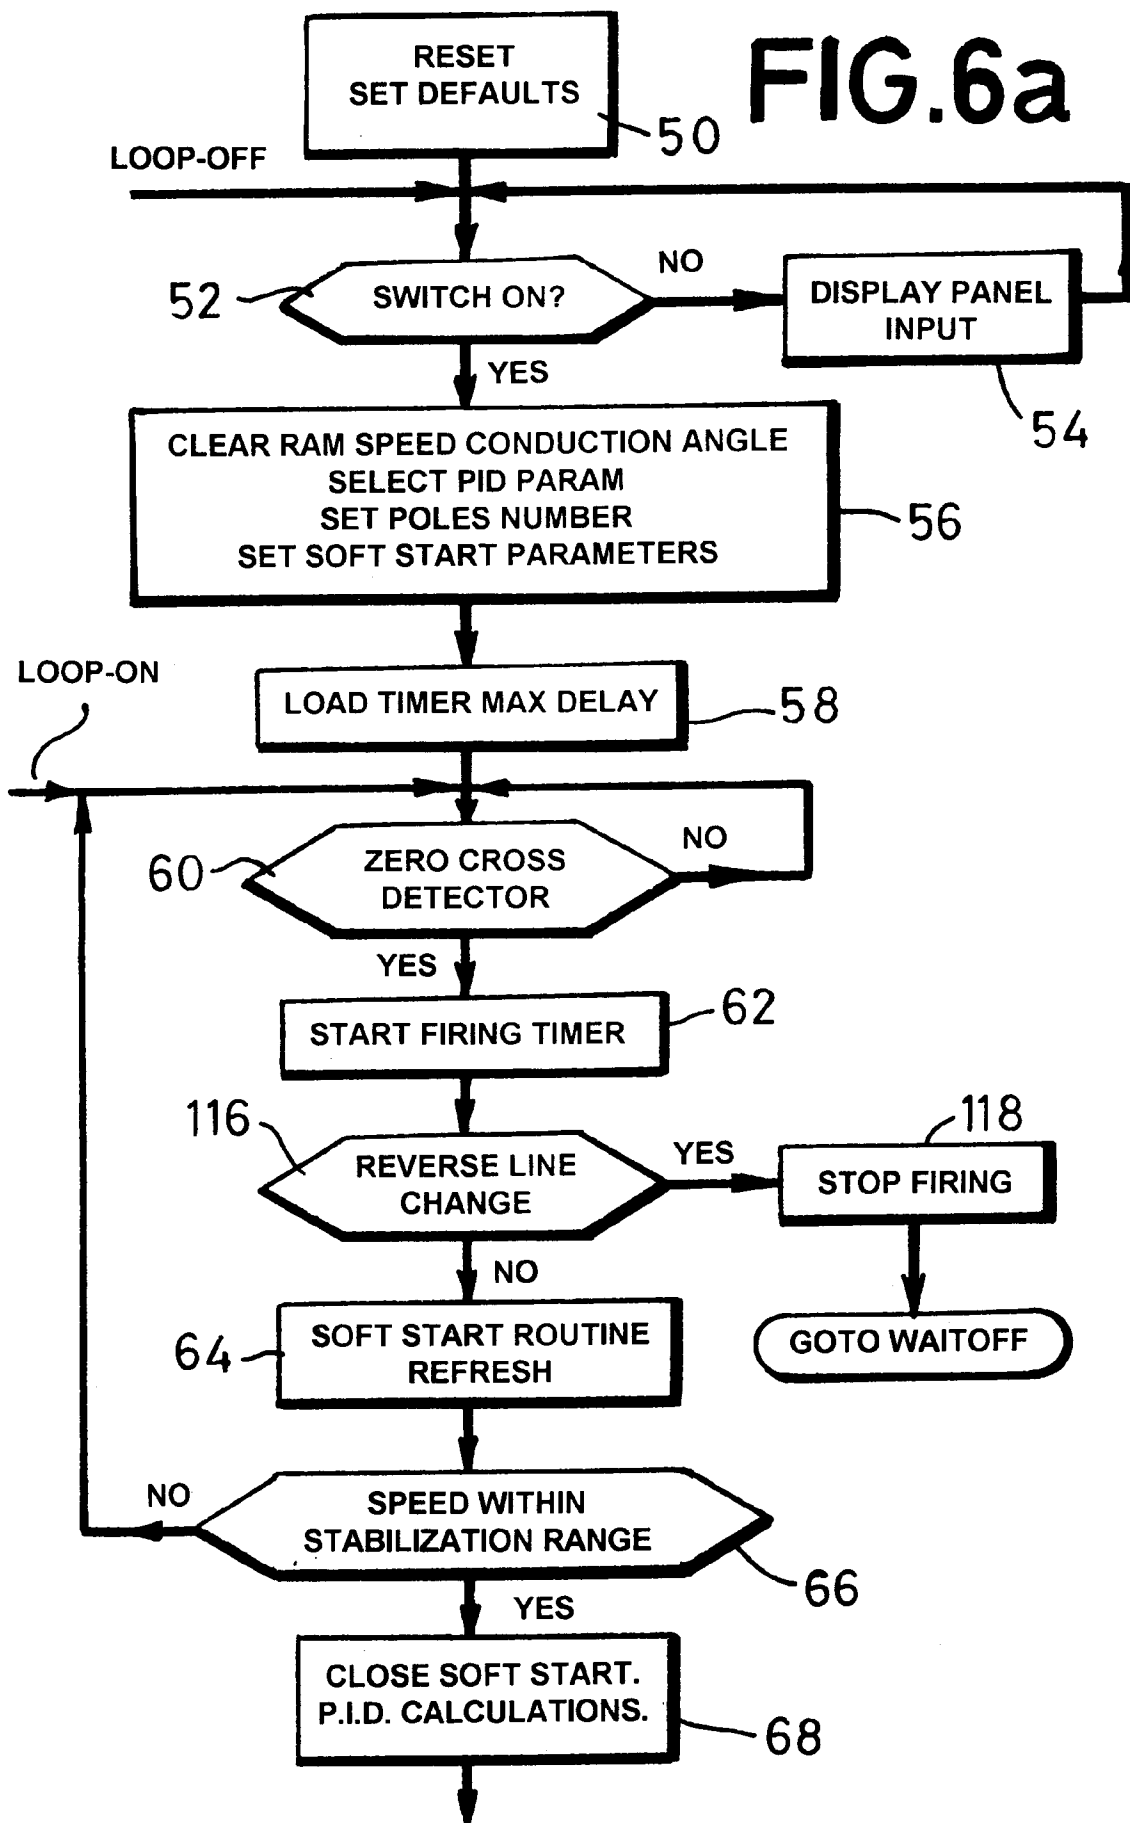 FIG.6a
RESET
SET DEFAULTS
50
LOOP-OFF
52
SWITCH ON?
NO
DISPLAY PANEL
INPUT
54
YES
CLEAR RAM SPEED CONDUCTION ANGLE
SELECT PID PARAM
SET POLES NUMBER
SET SOFT START PARAMETERS
56
LOOP-ON
LOAD TIMER MAX DELAY
58
60
ZERO CROSS
DETECTOR
NO
YES
START FIRING TIMER
62
116
REVERSE LINE
CHANGE
YES
118
STOP FIRING
GOTO WAITOFF
NO
64
SOFT START ROUTINE
REFRESH
NO
SPEED WITHIN
STABILIZATION RANGE
66
YES
CLOSE SOFT START.
P.I.D. CALCULATIONS.
68